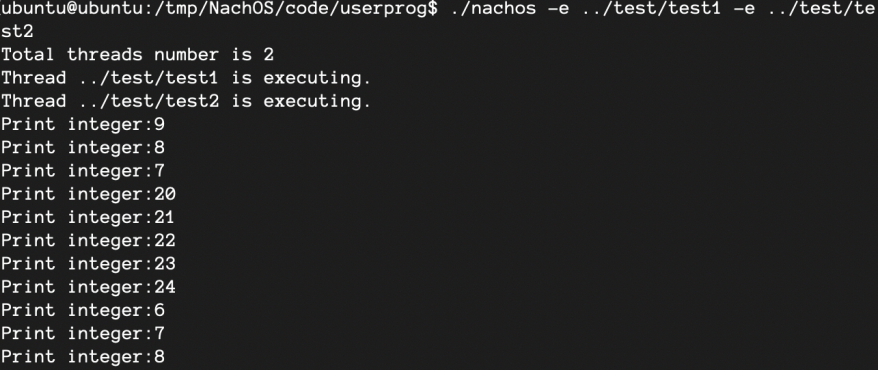 ubuntu@ubuntu:/tmp/NachOS/code/userprog$ ./nachos -e ../test/test1 -e ../test/te
st2
Total threads number is 2
Thread ../test/test1 is executing.
Thread ../test/test2 is executing.
Print integer:9
Print integer:8
Print integer:7
Print integer:20
Print integer:21
Print integer:22
Print integer:23
Print integer:24
Print integer:6
Print integer:7
Print integer:8